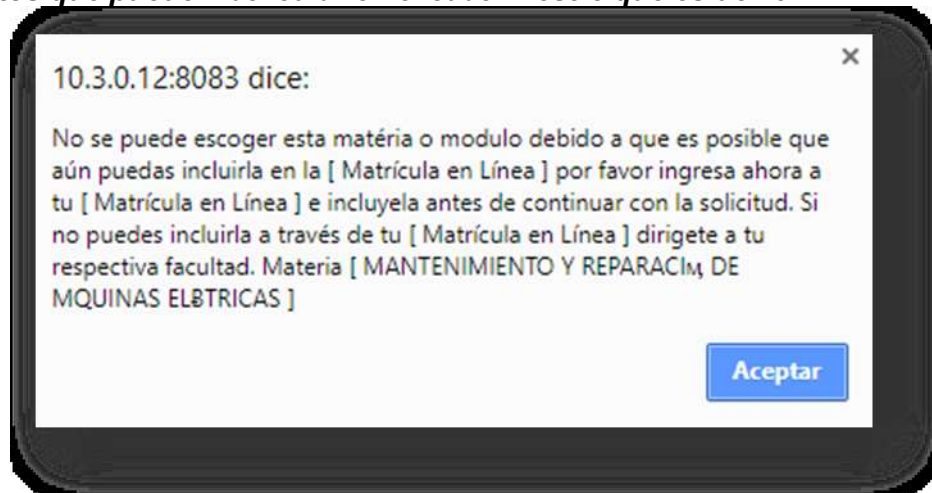 10.3.0.12:8083 dice:
No se puede escoger esta matéria o modulo debido a que es posible que
aún puedas incluirla en la [ Matrícula en Línea ] por favor ingresa ahora a
tu [ Matrícula en Línea ] e incluyela antes de continuar con la solicitud. Si
no puedes incluirla a través de tu [ Matrícula en Línea ] dirigete a tu
respectiva facultad. Materia [ MANTENIMIENTO Y REPARACIM, DE
MQUINAS ELBTRICAS ]
Aceptar